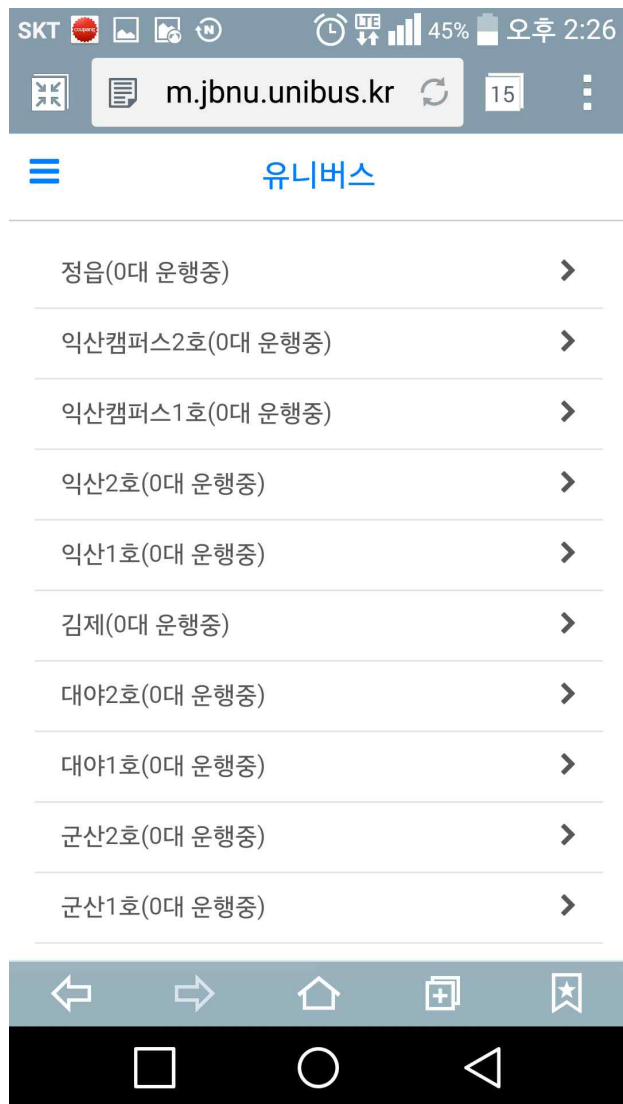 SKT coupang N LTE 45% 오후 2:26
m.jbnu.unibus.kr 15
유니버스
정읍(0대 운행중)
익산캠퍼스2호(0대 운행중)
익산캠퍼스1호(0대 운행중)
익산2호(0대 운행중)
익산1호(0대 운행중)
김제(0대 운행중)
대야2호(0대 운행중)
대야1호(0대 운행중)
군산2호(0대 운행중)
군산1호(0대 운행중)